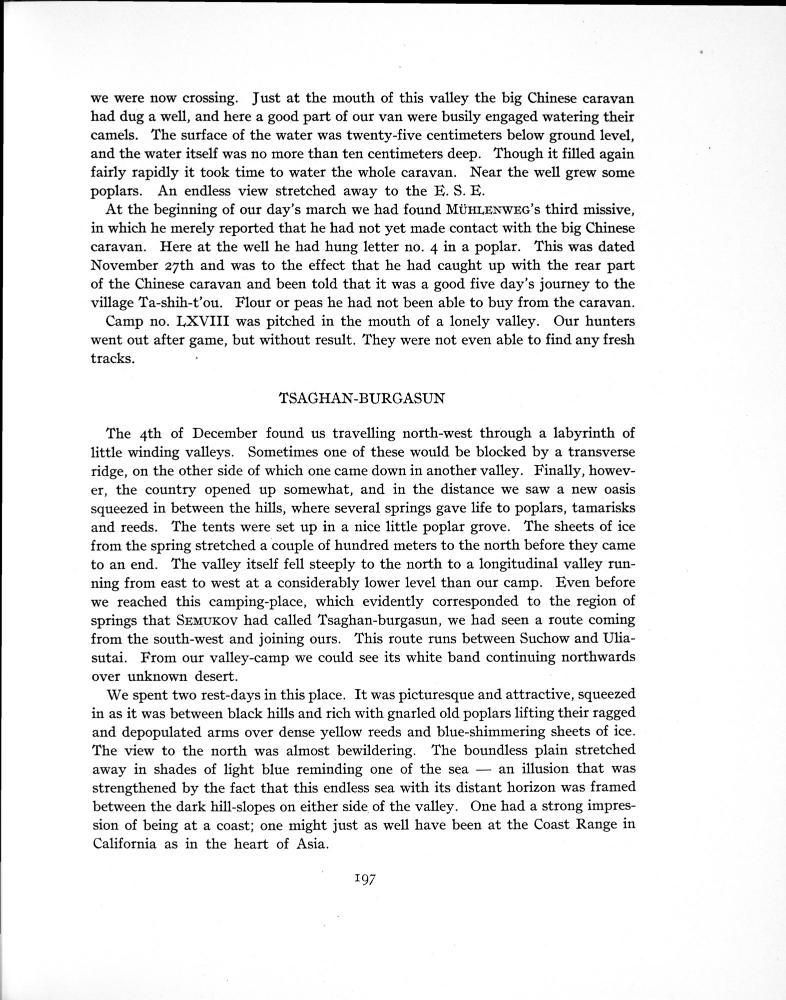 we were now crossing. Just at the mouth of this valley the big Chinese caravan
had dug a well, and here a good part of our van were busily engaged watering their
camels. The surface of the water was twenty-five centimeters below ground level,
and the water itself was no more than ten centimeters deep. Though it filled again
fairly rapidly it took time to water the whole caravan. Near the well grew some
poplars. An endless view stretched away to the E. S. E.
At the beginning of our day's march we had found MÜHLENWEG's third missive,
in which he merely reported that he had not yet made contact with the big Chinese
caravan. Here at the well he had hung letter no. 4 in a poplar. This was dated
November 27th and was to the effect that he had caught up with the rear part
of the Chinese caravan and been told that it was a good five day's journey to the
village Ta-shih-t'ou. Flour or peas he had not been able to buy from the caravan.
Camp no. LXVIII was pitched in the mouth of a lonely valley. Our hunters
went out after game, but without result. They were not even able to find any fresh
tracks.
TSAGHAN-BURGASUN
The 4th of December found us travelling north-west through a labyrinth of
little winding valleys. Sometimes one of these would be blocked by a transverse
ridge, on the other side of which one came down in another valley. Finally, howev-
er, the country opened up somewhat, and in the distance we saw a new oasis
squeezed in between the hills, where several springs gave life to poplars, tamarisks
and reeds. The tents were set up in a nice little poplar grove. The sheets of ice
from the spring stretched a couple of hundred meters to the north before they came
to an end. The valley itself fell steeply to the north to a longitudinal valley run-
ning from east to west at a considerably lower level than our camp. Even before
we reached this camping-place, which evidently corresponded to the region of
springs that SEMUKOV had called Tsaghan-burgasun, we had seen a route coming
from the south-west and joining ours. This route runs between Suchow and Ulia-
sutai. From our valley-camp we could see its white band continuing northwards
over unknown desert.
We spent two rest-days in this place. It was picturesque and attractive, squeezed
in as it was between black hills and rich with gnarled old poplars lifting their ragged
and depopulated arms over dense yellow reeds and blue-shimmering sheets of ice.
The view to the north was almost bewildering. The boundless plain stretched
away in shades of light blue reminding one of the sea — an illusion that was
strengthened by the fact that this endless sea with its distant horizon was framed
between the dark hill-slopes on either side of the valley. One had a strong impres-
sion of being at a coast; one might just as well have been at the Coast Range in
California as in the heart of Asia.
197